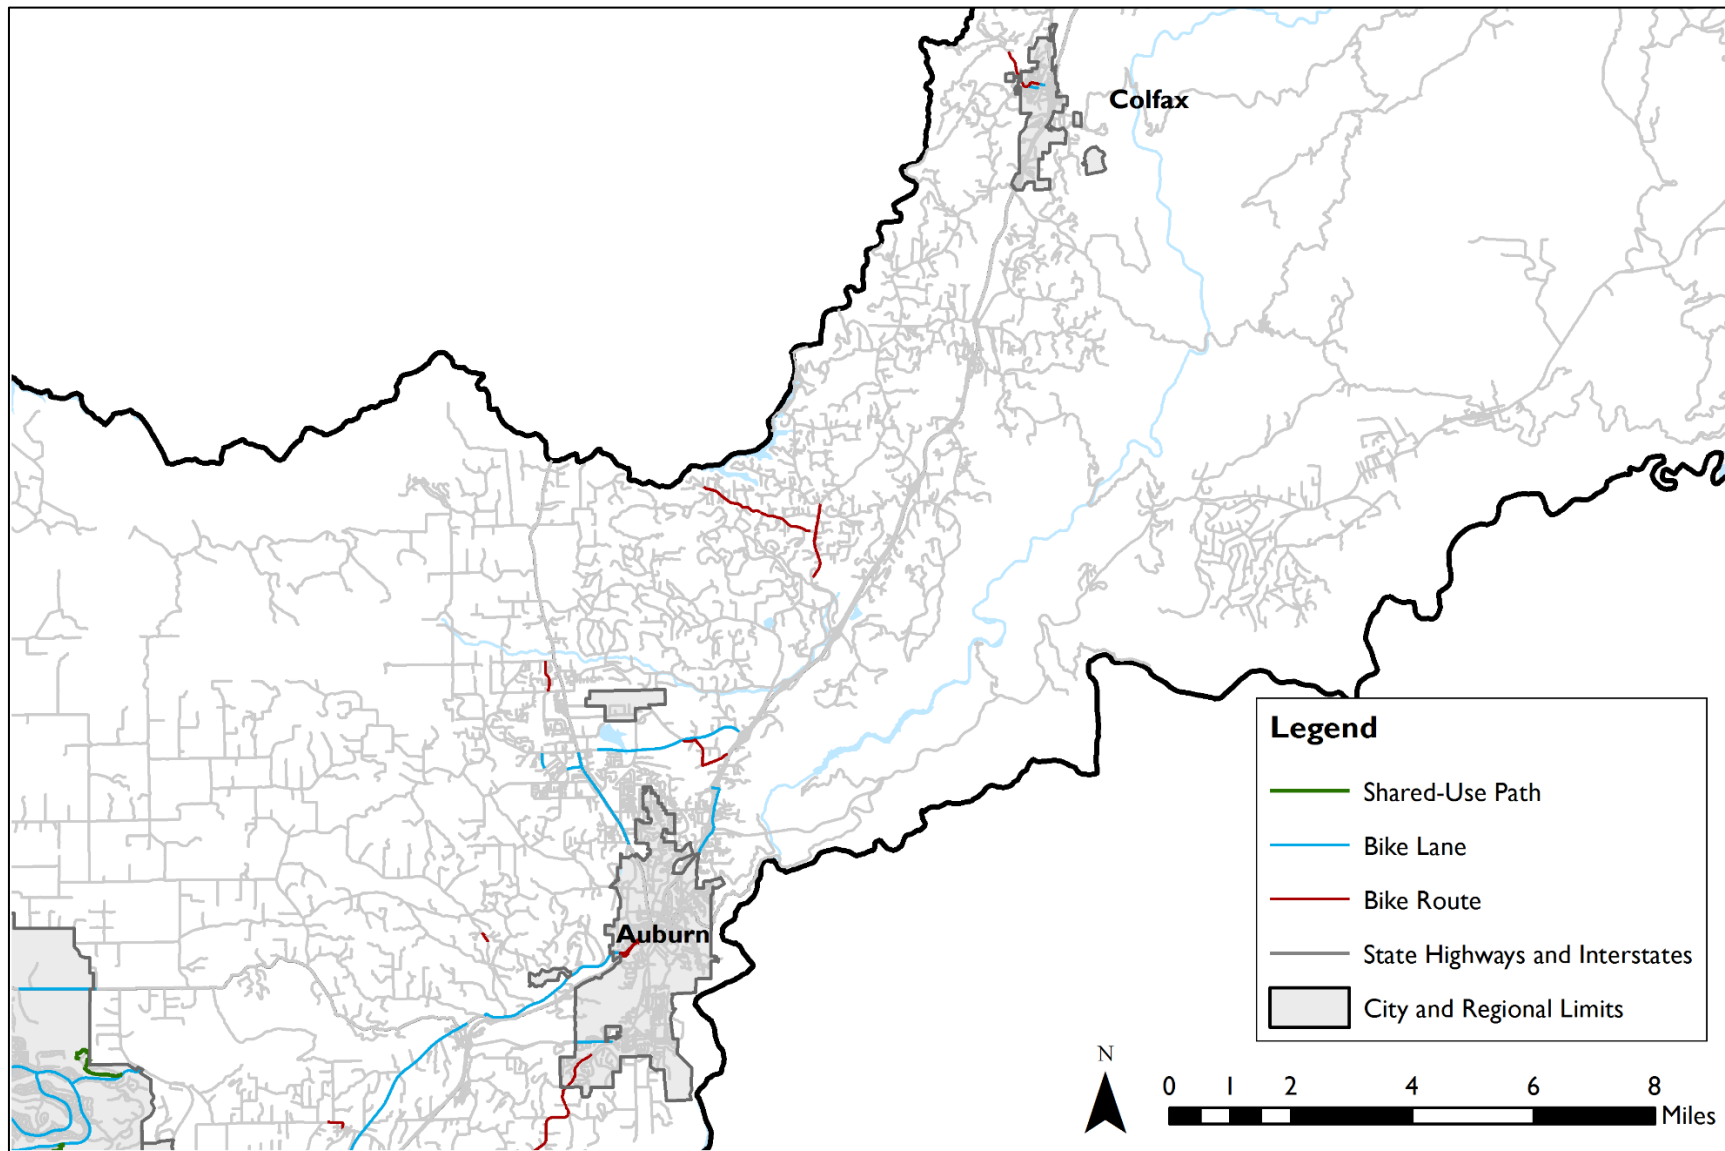 Colfax
Auburn
Legend
Shared-Use Path
Bike Lane
Bike Route
State Highways and Interstates
City and Regional Limits
N
0 1 2 4 6 8
Miles